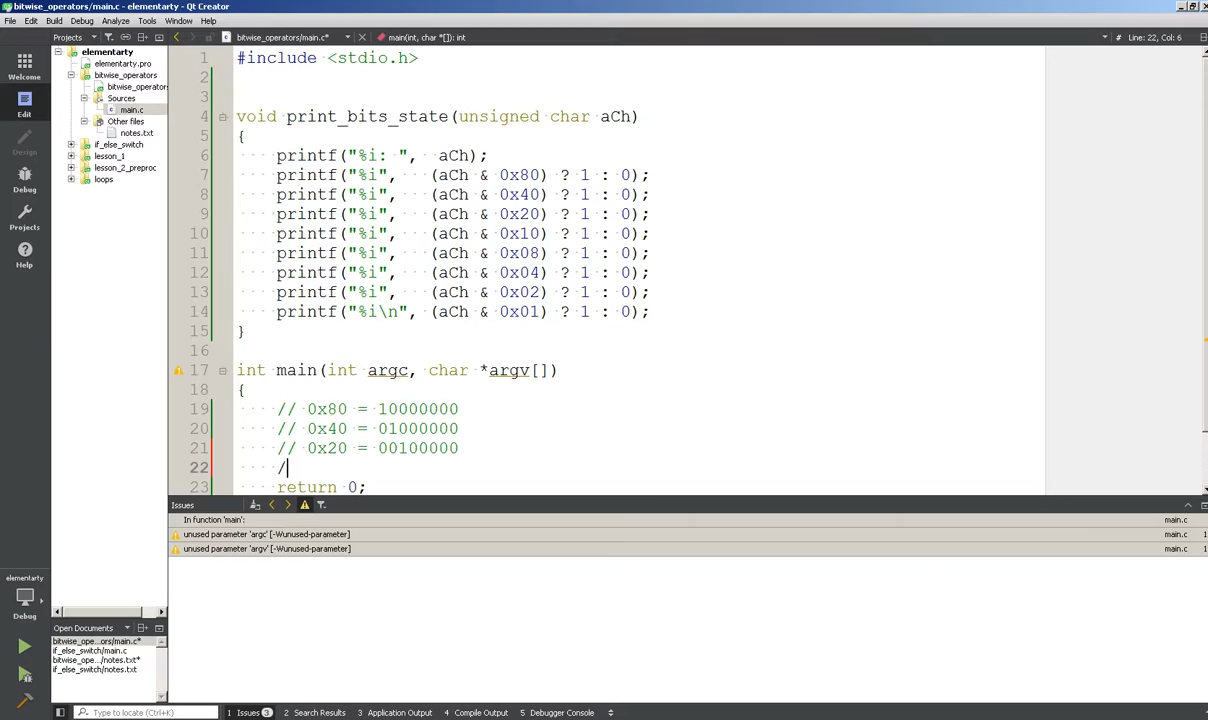 bitwise_operators/main.c - elementarty - Qt Creator
File Edit Build Debug Analyze Tools Window Help
Projects bitwise_operators/main.c* main(int, char *[]): int # Line: 22, Col: 6
Welcome
Edit
Design
Debug
Projects
Help
elementarty
elementarty.pro
bitwise_operators
bitwise_operators
Sources
main.c
Other files
notes.txt
if_else_switch
lesson_1
lesson_2_preproc
loops
1 #include <stdio.h>
2
3
4 void print_bits_state(unsigned char aCh)
5 {
6 printf("%i: ", aCh);
7 printf("%i", (aCh & 0x80) ? 1 : 0);
8 printf("%i", (aCh & 0x40) ? 1 : 0);
9 printf("%i", (aCh & 0x20) ? 1 : 0);
10 printf("%i", (aCh & 0x10) ? 1 : 0);
11 printf("%i", (aCh & 0x08) ? 1 : 0);
12 printf("%i", (aCh & 0x04) ? 1 : 0);
13 printf("%i", (aCh & 0x02) ? 1 : 0);
14 printf("%i\n", (aCh & 0x01) ? 1 : 0);
15 }
16
17 int main(int argc, char *argv[])
18 {
19 // 0x80 = 10000000
20 // 0x40 = 01000000
21 // 0x20 = 00100000
22 /
23 return 0;
Issues
In function 'main': main.c
unused parameter 'argc' [-Wunused-parameter] main.c 1
unused parameter 'argv' [-Wunused-parameter] main.c 1
elementarty
Debug
Open Documents
bitwise_ope...ors/main.c*
if_else_switch/main.c
bitwise_ope.../notes.txt*
if_else_switch/notes.txt
Type to locate (Ctrl+K) 1 Issues 3 2 Search Results 3 Application Output 4 Compile Output 5 Debugger Console